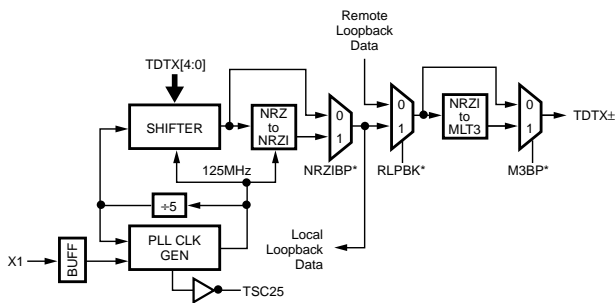 Remote
Loopback
Data
TDTX[4:0]
SHIFTER
NRZ
to
NRZI
0
1
0
1
NRZI
to
MLT3
0
1
TDTX±
125MHz
NRZIBP*
RLPBK*
M3BP*
÷5
X1
BUFF
PLL CLK
GEN
Local
Loopback
Data
TSC25